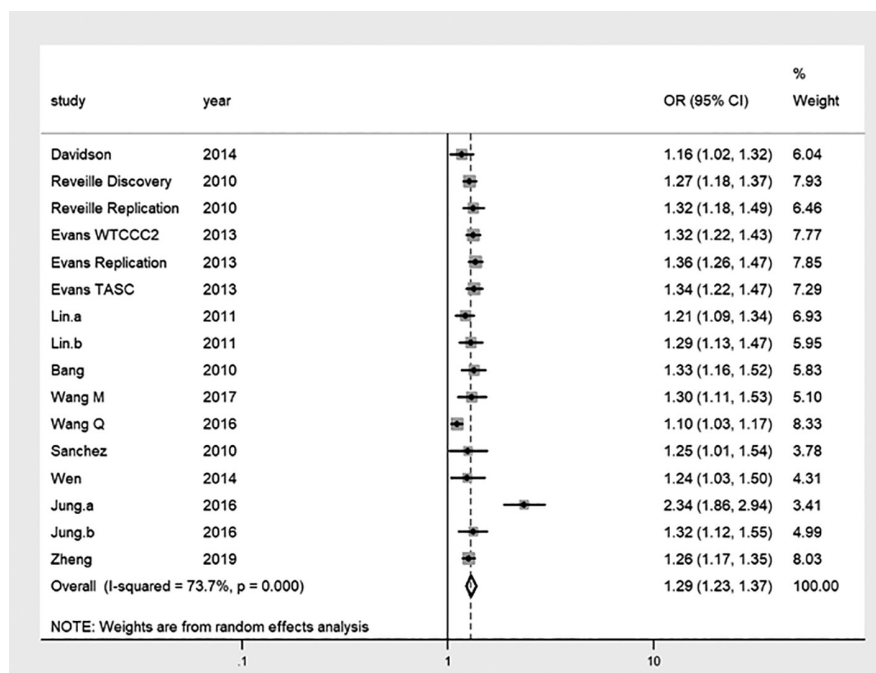 %
study year OR (95% CI) Weight
Davidson 2014 1.16 (1.02, 1.32) 6.04
Reveille Discovery 2010 1.27 (1.18, 1.37) 7.93
Reveille Replication 2010 1.32 (1.18, 1.49) 6.46
Evans WTCCC2 2013 1.32 (1.22, 1.43) 7.77
Evans Replication 2013 1.36 (1.26, 1.47) 7.85
Evans TASC 2013 1.34 (1.22, 1.47) 7.29
Lin.a 2011 1.21 (1.09, 1.34) 6.93
Lin.b 2011 1.29 (1.13, 1.47) 5.95
Bang 2010 1.33 (1.16, 1.52) 5.83
Wang M 2017 1.30 (1.11, 1.53) 5.10
Wang Q 2016 1.10 (1.03, 1.17) 8.33
Sanchez 2010 1.25 (1.01, 1.54) 3.78
Wen 2014 1.24 (1.03, 1.50) 4.31
Jung.a 2016 2.34 (1.86, 2.94) 3.41
Jung.b 2016 1.32 (1.12, 1.55) 4.99
Zheng 2019 1.26 (1.17, 1.35) 8.03
Overall (I-squared = 73.7%, p = 0.000) 1.29 (1.23, 1.37) 100.00
NOTE: Weights are from random effects analysis
.1 1 10